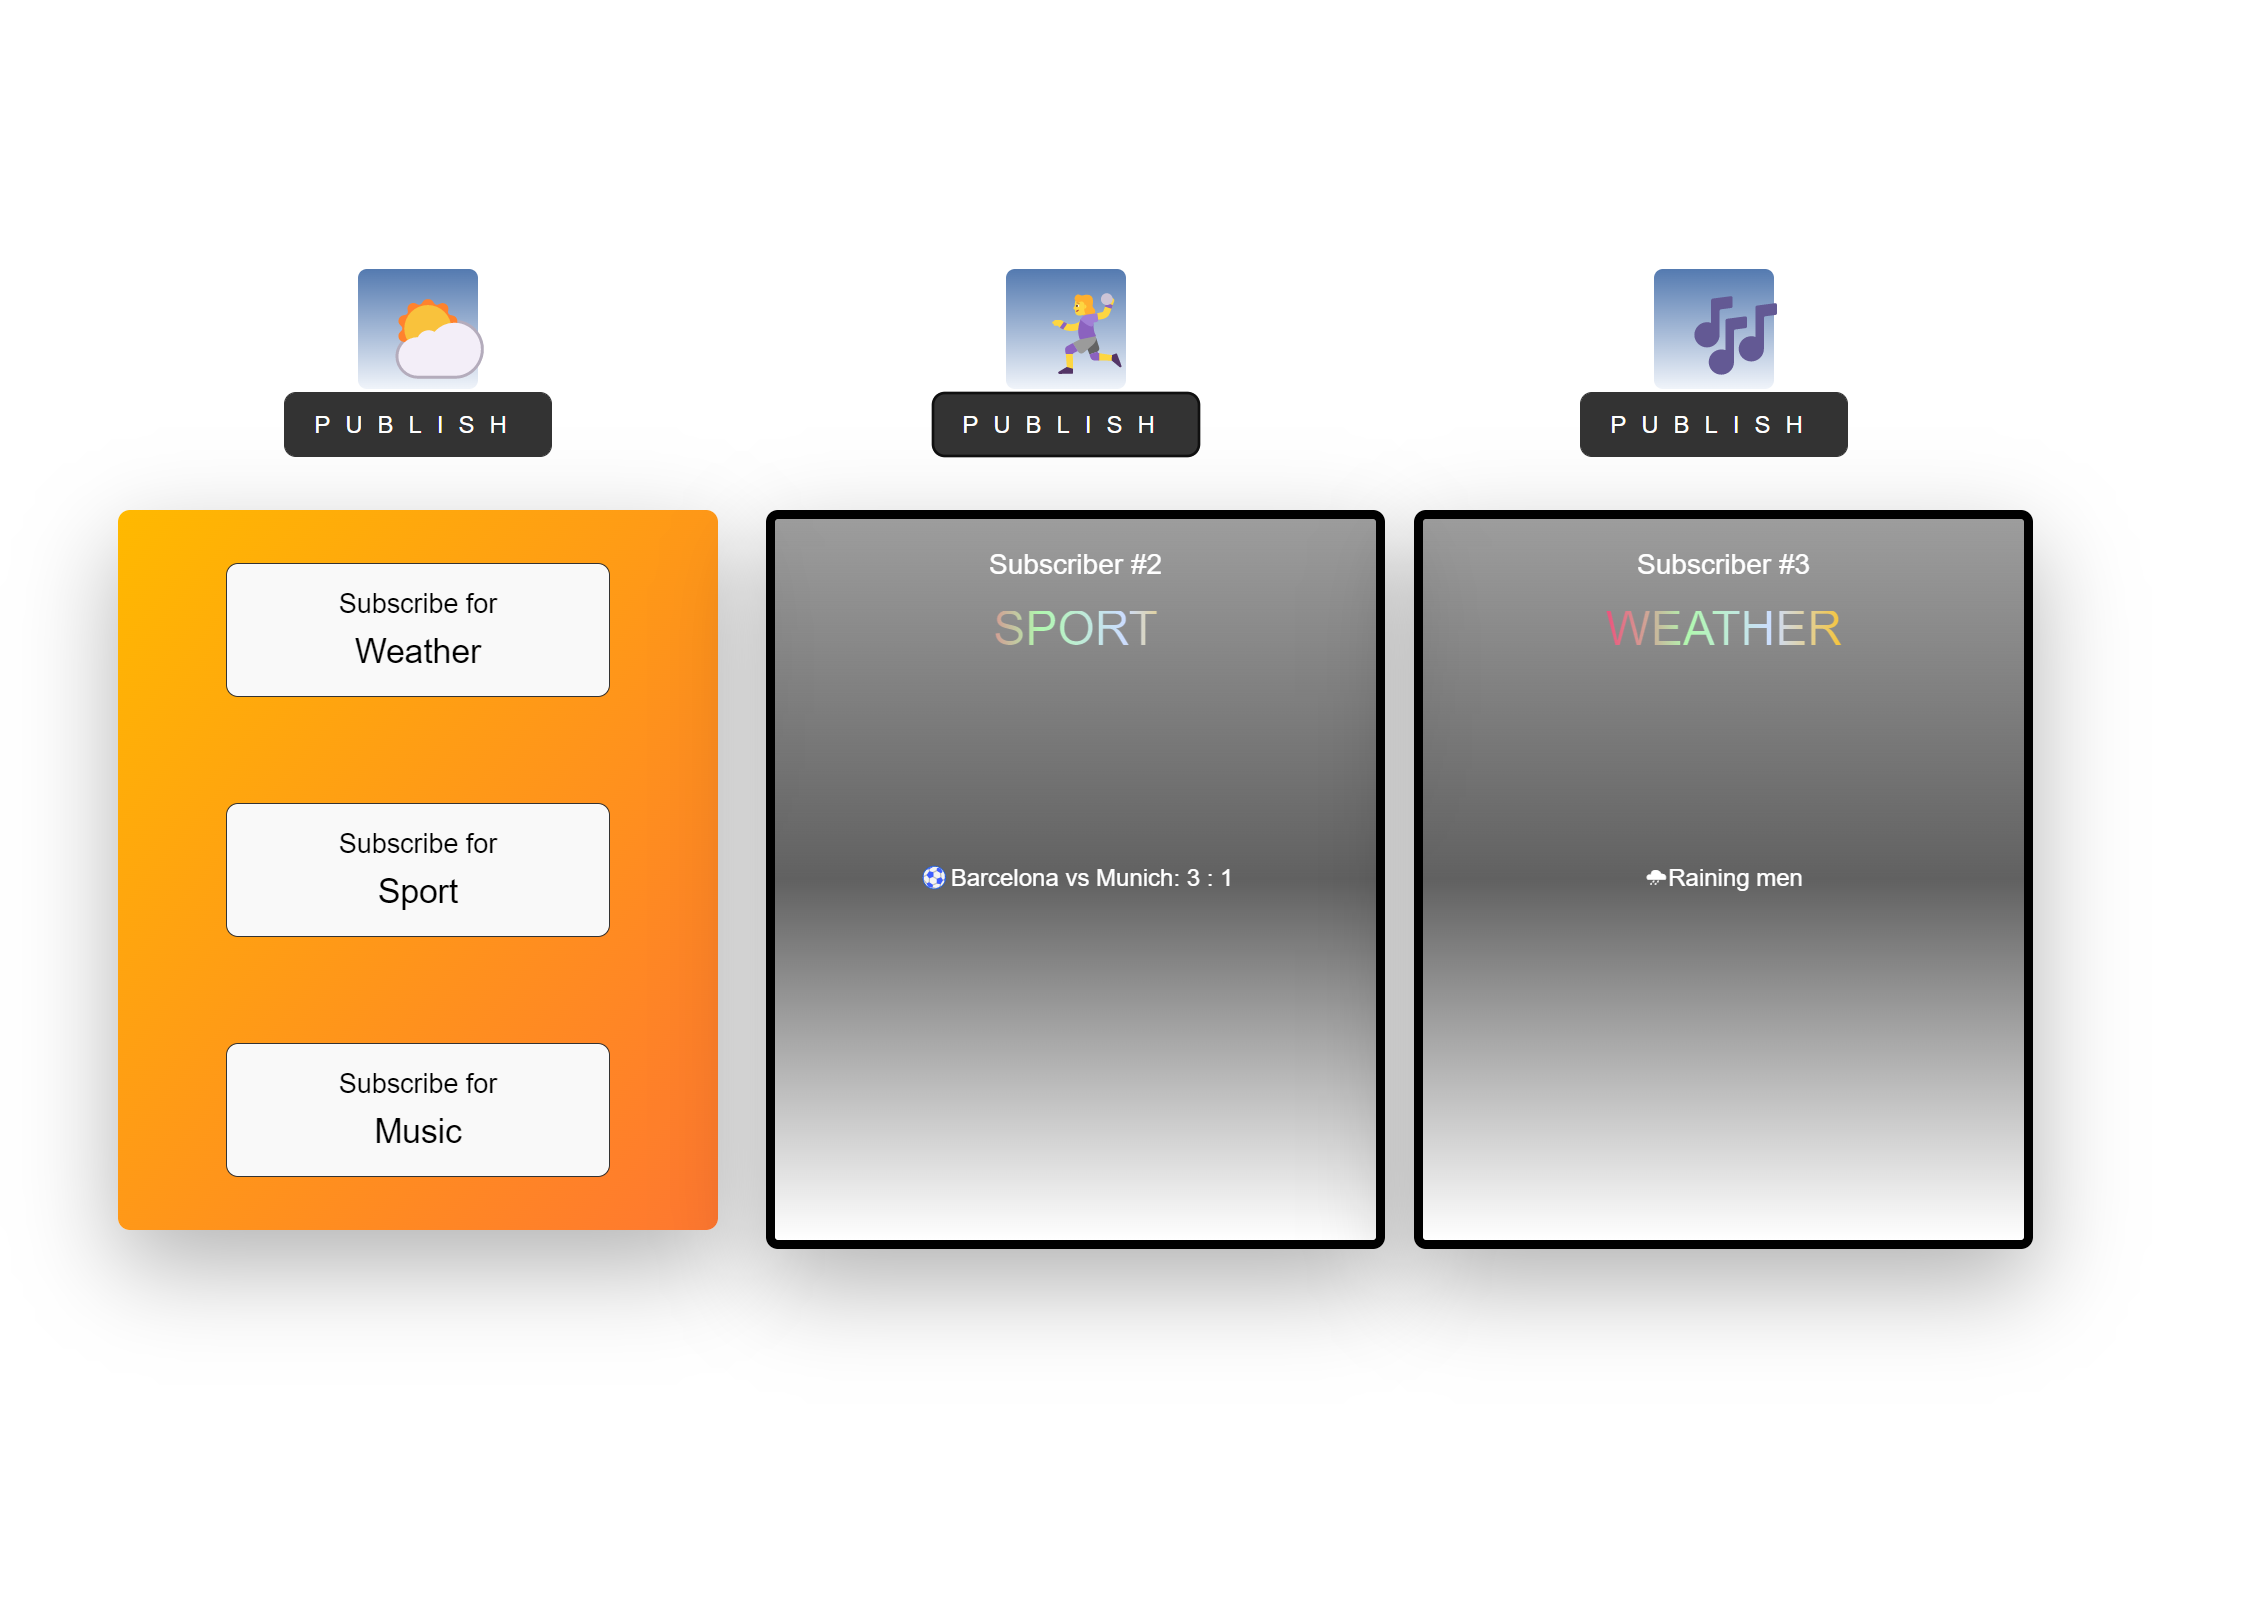 PUBLISH
PUBLISH
PUBLISH
Subscribe for
Weather
Subscribe for
Sport
Subscribe for
Music
Subscriber #2
SPORT
⚽Barcelona vs Munich: 3 : 1
Subscriber #3
WEATHER
🌧Raining men